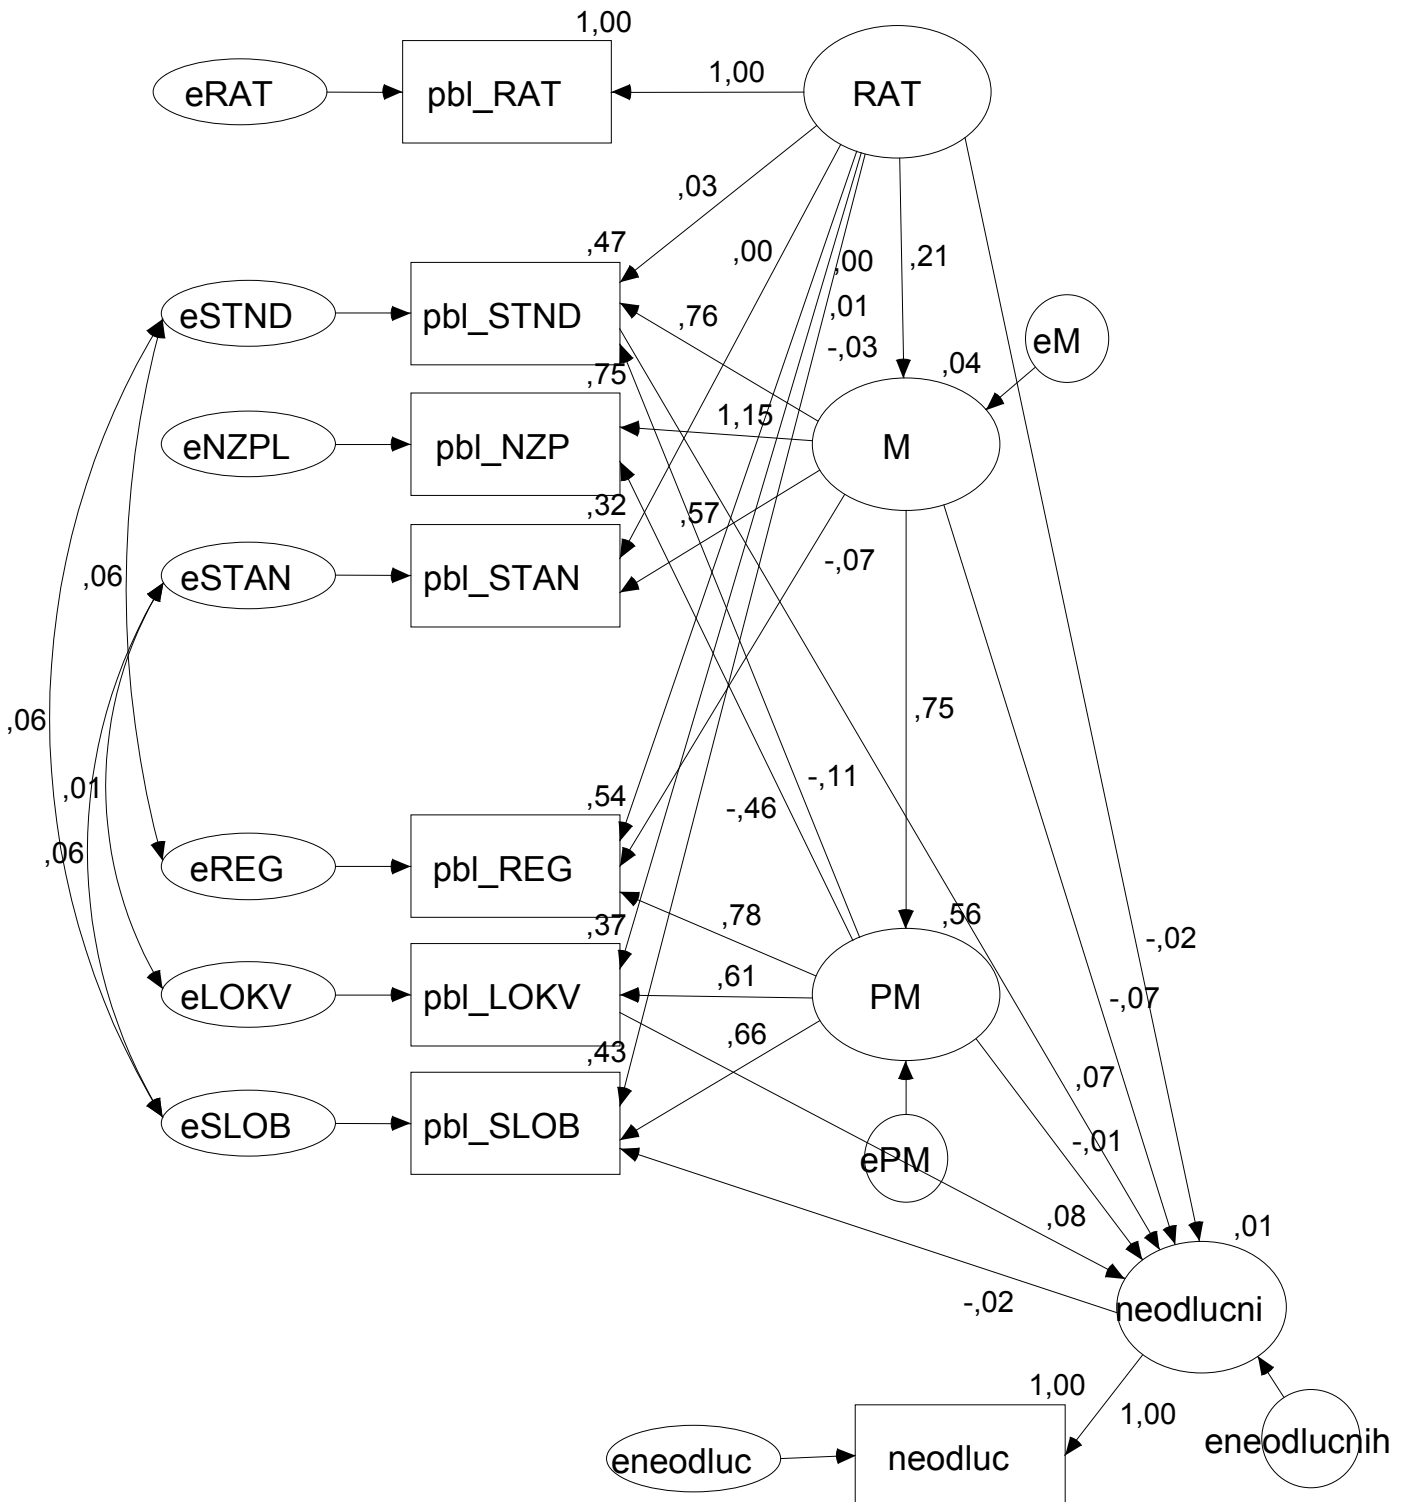 1,00
eRAT
pbl_RAT
1,00
RAT
,03
,47
,00
,00
,21
eSTND
pbl_STND
,76
,01
-,03
eM
,04
,75
1,15
eNZPL
pbl_NZP
M
,32
,57
-,07
,06
eSTAN
pbl_STAN
,06
,75
,01
-,11
,54
-,46
,06
eREG
pbl_REG
,78
,56
,37
-,02
eLOKV
pbl_LOKV
,61
PM
-,07
,43
,66
,07
eSLOB
pbl_SLOB
-,01
ePM
,08
,01
-,02
neodlucni
1,00
1,00
eneodluc
neodluc
eneodlucnih